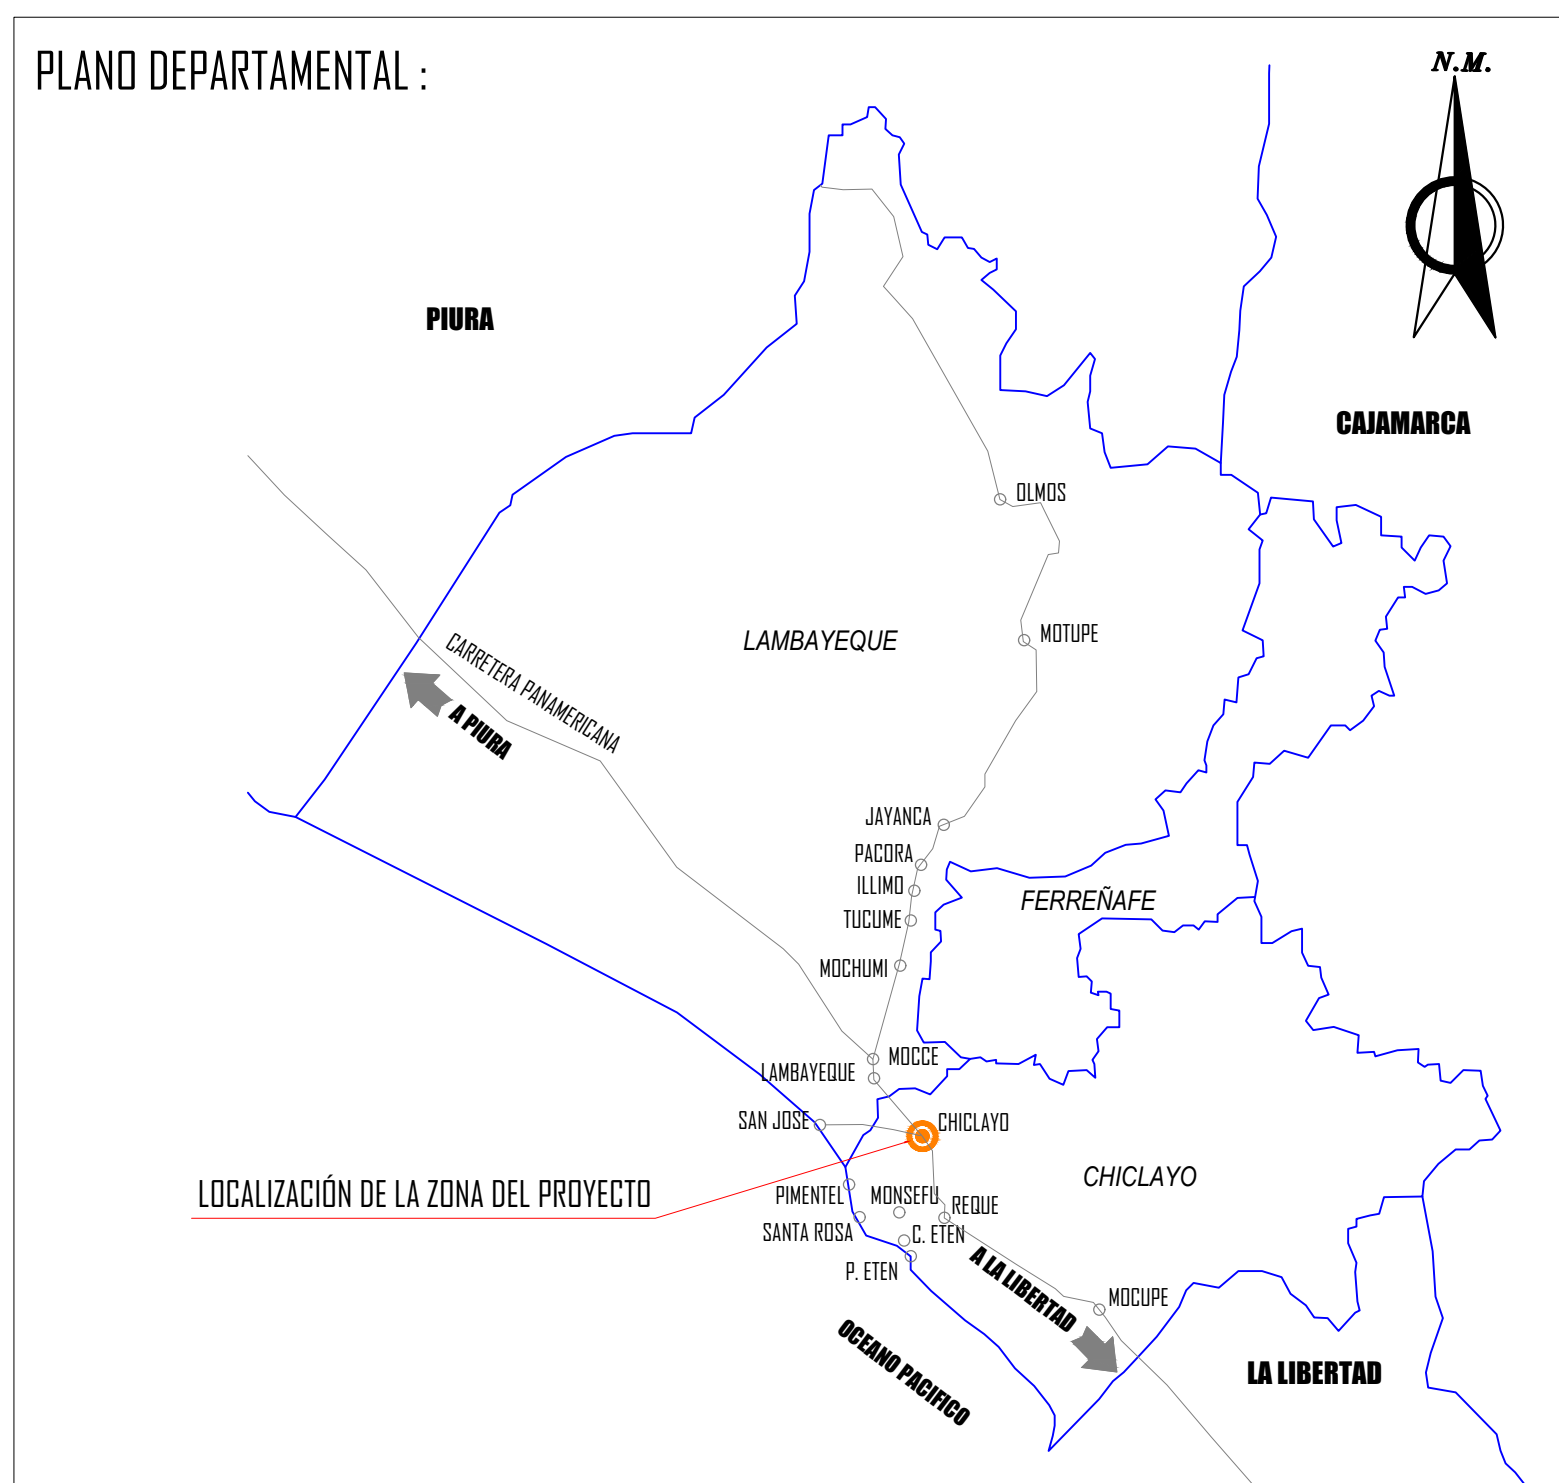 PLANO DEPARTAMENTAL :
N.M.
PIURA
CAJAMARCA
OLMOS
LAMBAYEQUE
MOTUPE
CARRETERA PANAMERICANA
A PIURA
JAYANCA
PACORA
ILLIMO
FERREÑAFE
TUCUME
MOCHUMI
MOCCE
LAMBAYEQUE
SAN JOSE
CHICLAYO
CHICLAYO
LOCALIZACIÓN DE LA ZONA DEL PROYECTO
PIMENTEL
MONSEFU
REQUE
SANTA ROSA
C. ETEN
P. ETEN
A LA LIBERTAD
MOCUPE
OCEANO PACIFICO
LA LIBERTAD